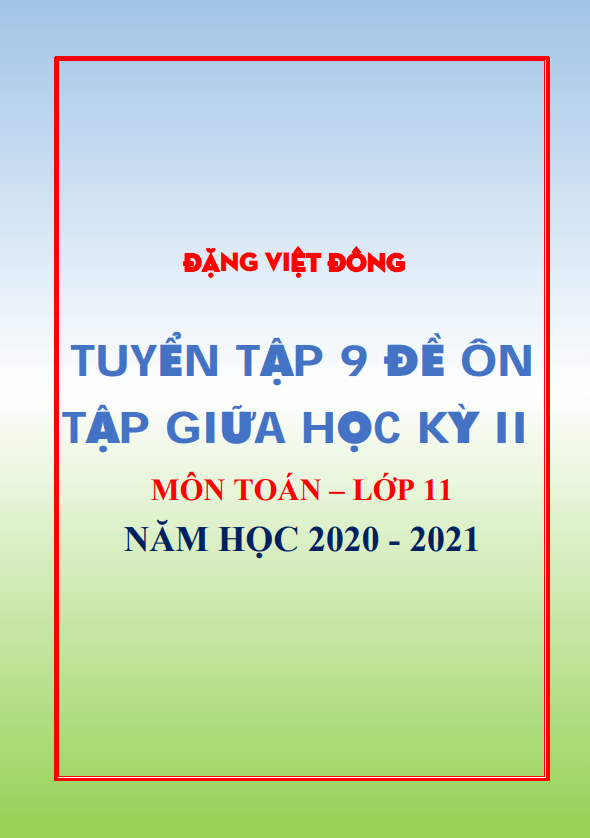 ĐẶNG VIỆT ĐÔNG
TUYỂN TẬP 9 ĐỀ ÔN
TẬP GIỮA HỌC KỲ II
MÔN TOÁN – LỚP 11
NĂM HỌC 2020 - 2021